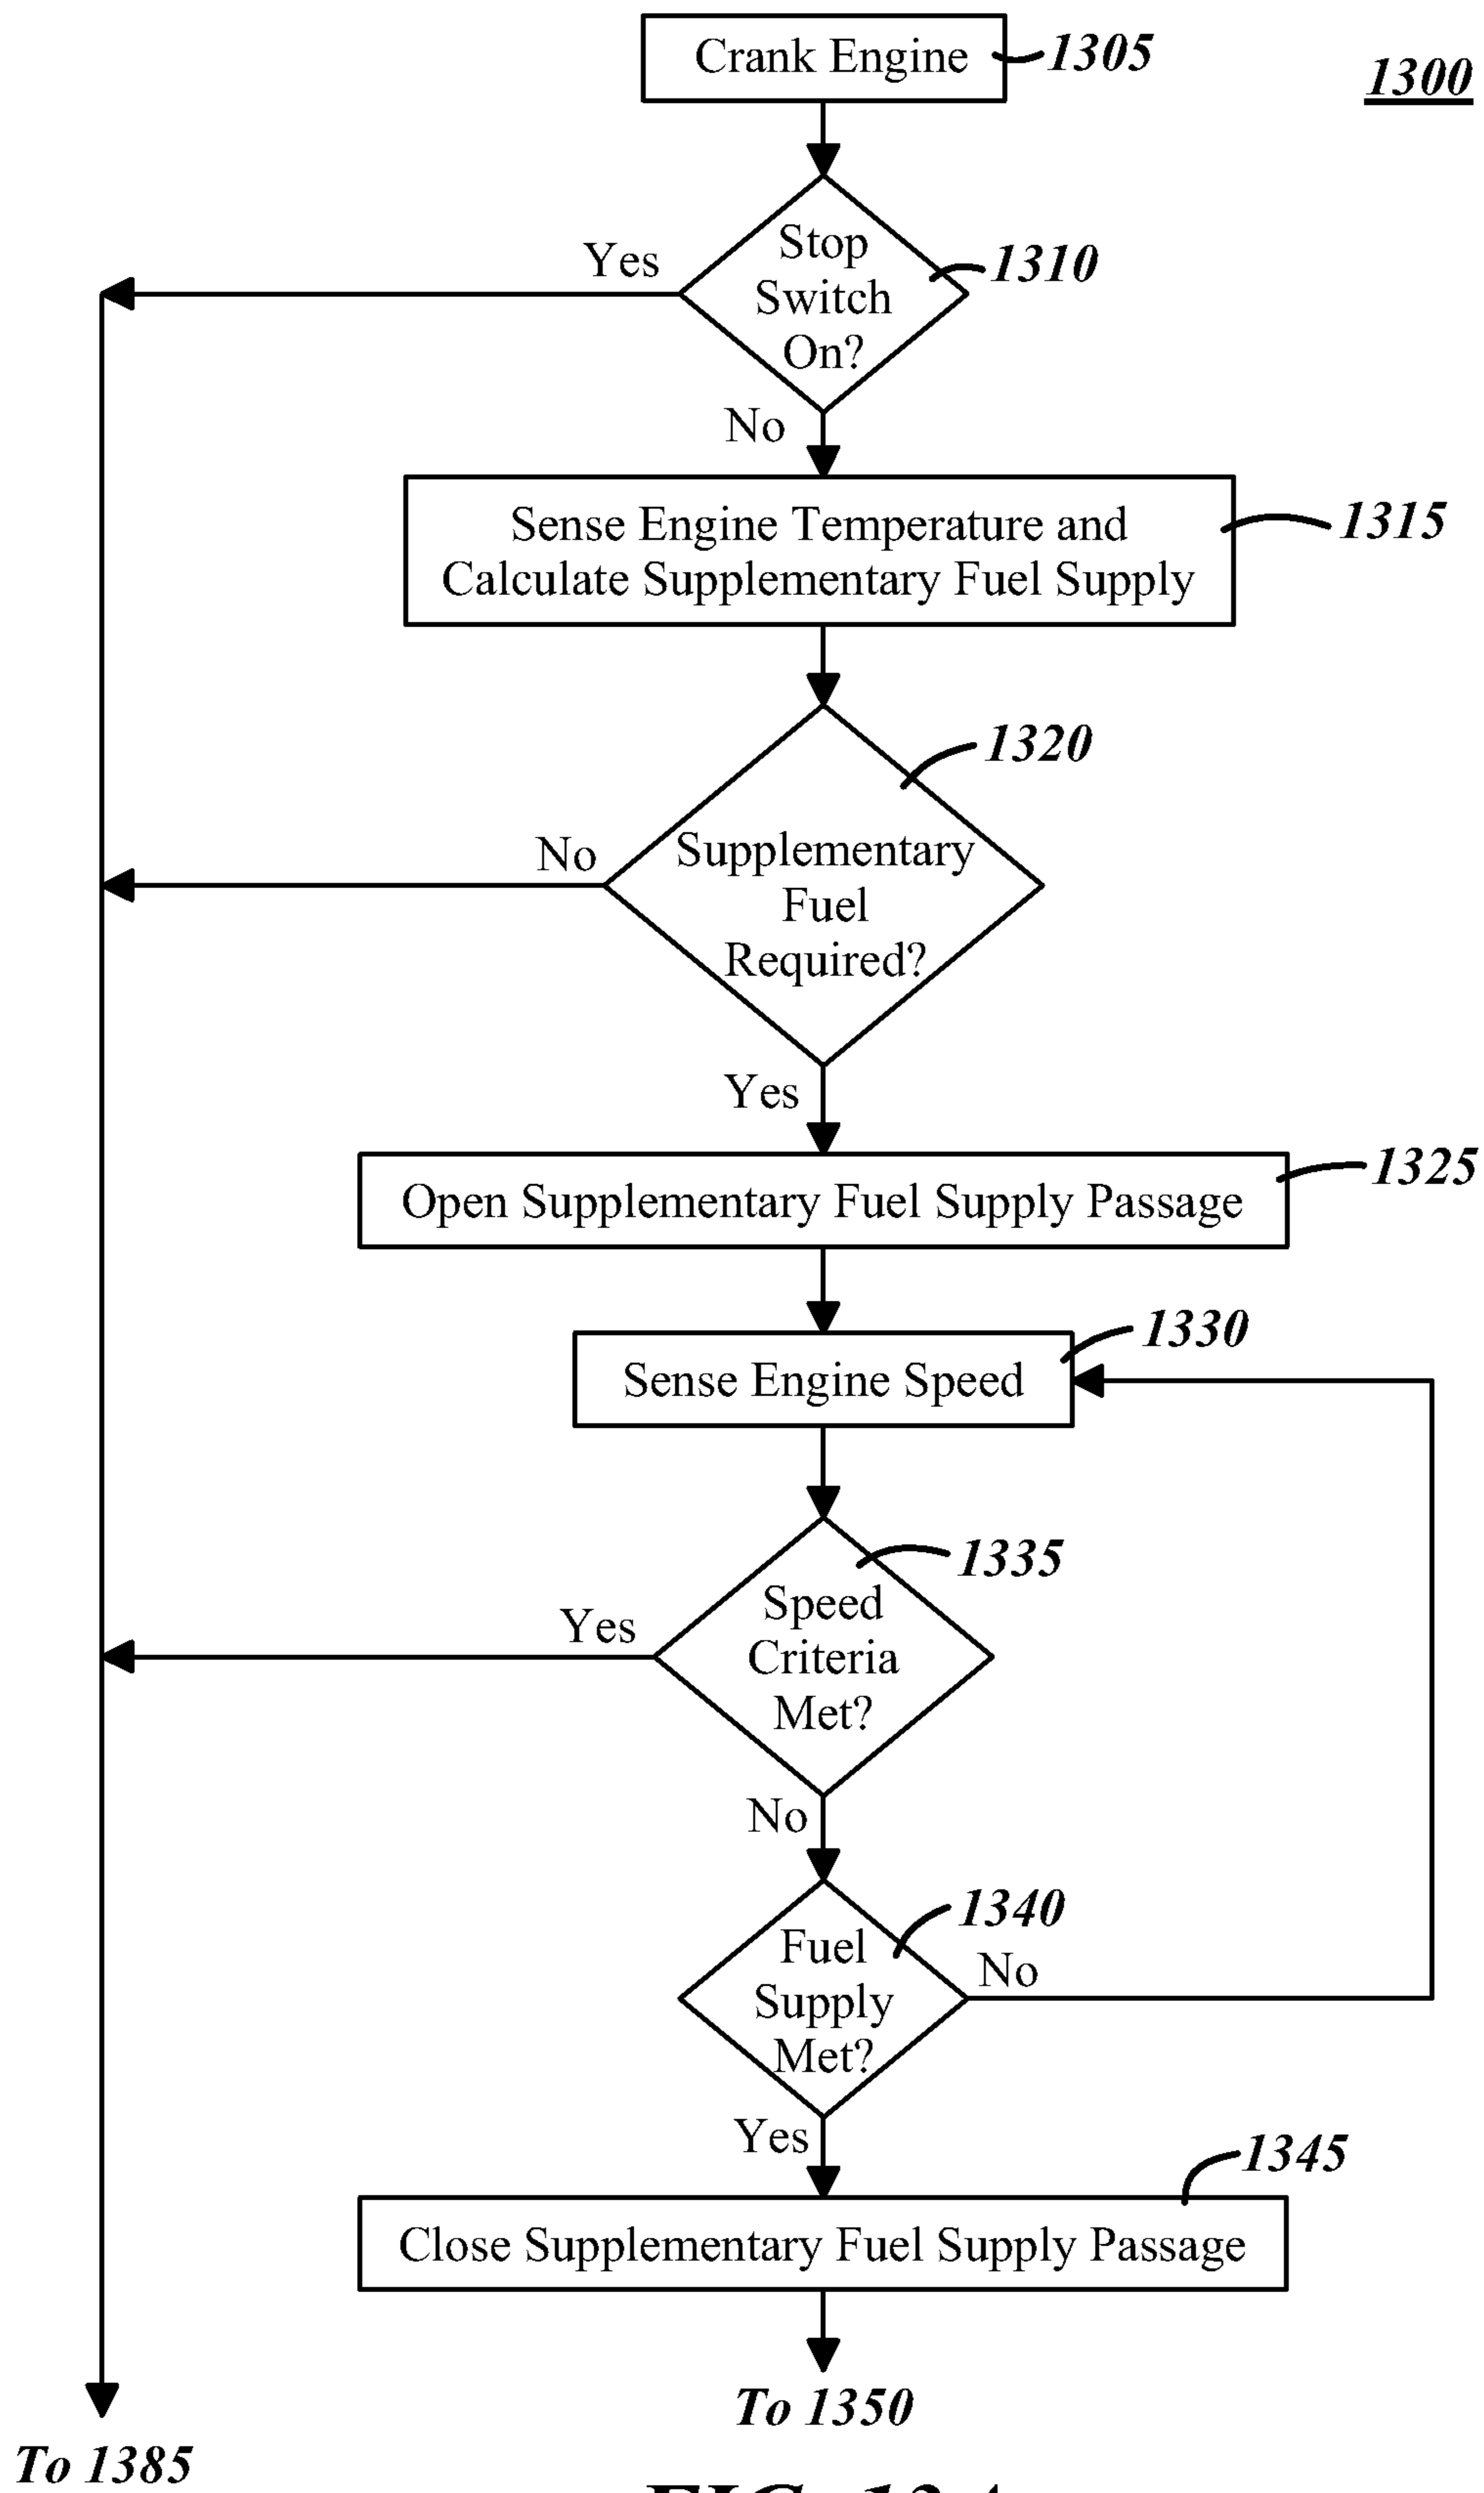 Crank Engine
1305
1300
Stop
Switch
On?
1310
Yes
No
Sense Engine Temperature and
Calculate Supplementary Fuel Supply
1315
1320
Supplementary
Fuel
Required?
No
Yes
Open Supplementary Fuel Supply Passage
1325
Sense Engine Speed
1330
1335
Speed
Criteria
Met?
Yes
No
1340
Fuel
Supply
Met?
No
Yes
1345
Close Supplementary Fuel Supply Passage
To 1350
To 1385